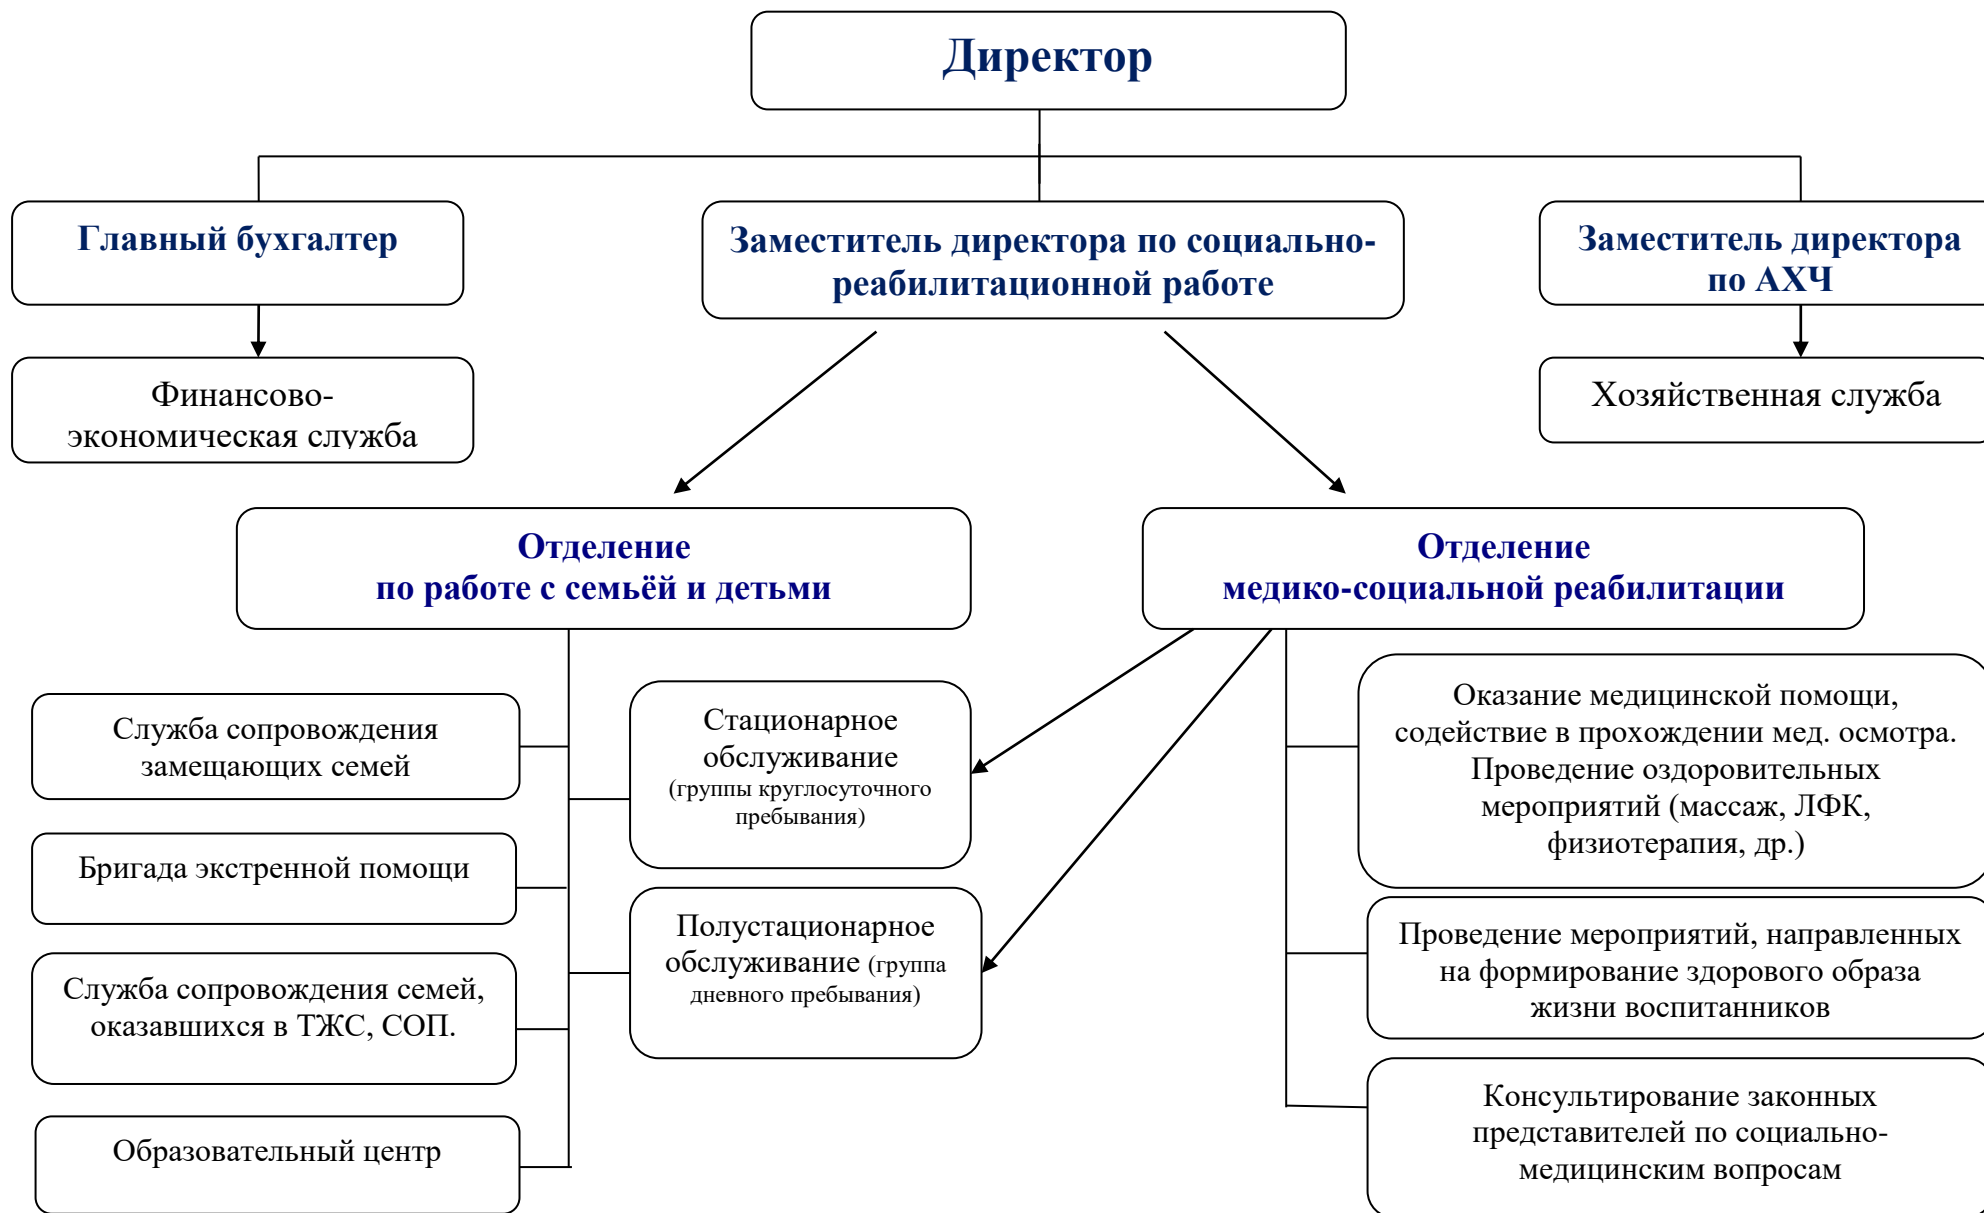 Директор
Главный бухгалтер
Заместитель директора по социально-
реабилитационной работе
Заместитель директора
по АХЧ
Финансово-
экономическая служба
Хозяйственная служба
Отделение
по работе с семьёй и детьми
Отделение
медико-социальной реабилитации
Служба сопровождения
замещающих семей
Бригада экстренной помощи
Служба сопровождения семей,
оказавшихся в ТЖС, СОП.
Образовательный центр
Стационарное
обслуживание
(группы круглосуточного
пребывания)
Полустационарное
обслуживание (группа
дневного пребывания)
Оказание медицинской помощи,
содействие в прохождении мед. осмотра.
Проведение оздоровительных
мероприятий (массаж, ЛФК,
физиотерапия, др.)
Проведение мероприятий, направленных
на формирование здорового образа
жизни воспитанников
Консультирование законных
представителей по социально-
медицинским вопросам